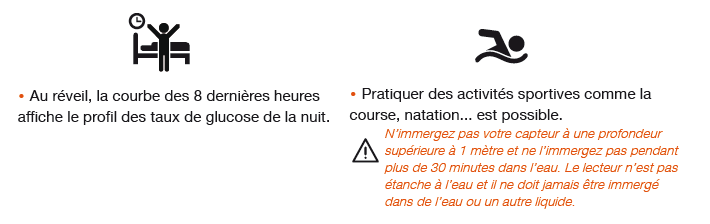 • Au réveil, la courbe des 8 dernières heures
affiche le profil des taux de glucose de la nuit.
• Pratiquer des activités sportives comme la
course, natation... est possible.
N'immergez pas votre capteur à une profondeur
supérieure à 1 mètre et ne l'immergez pas pendant
plus de 30 minutes dans l'eau. Le lecteur n'est pas
étanche à l'eau et il ne doit jamais être immergé
dans de l'eau ou un autre liquide.